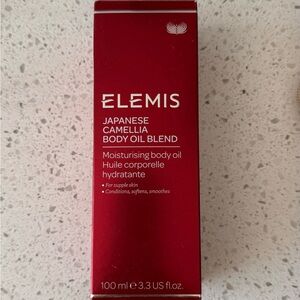 ELEMIS
JAPANESE
CAMELLIA
BODY OIL BLEND
Moisturising body oil
Huile corporelle
hydratante
• For supple skin
• Conditions, softens, smoothes
100 ml ℮ 3.3 US fl.oz.